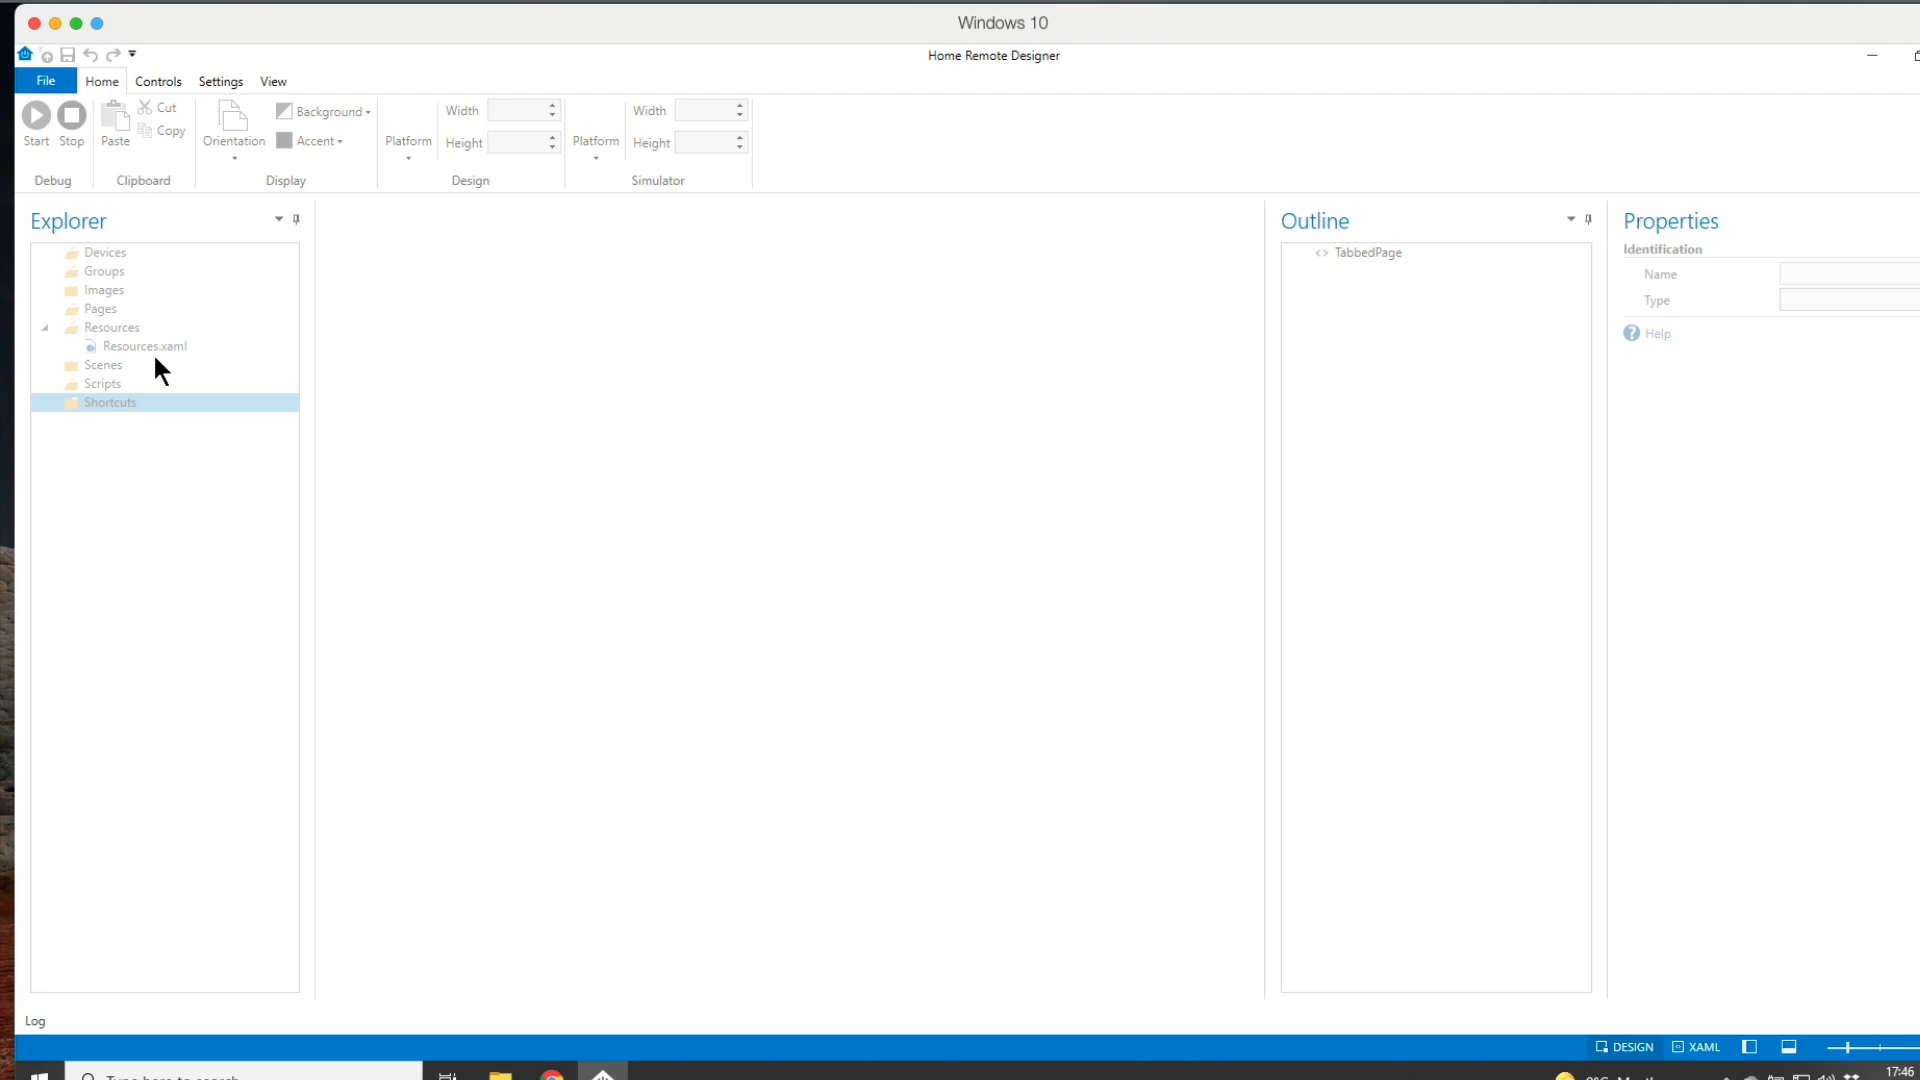 Windows 10
Home Remote Designer
File Home Controls Settings View
Start Stop Paste Cut Copy Orientation Background Accent Platform Width Height Platform Width Height
Debug Clipboard Display Design Simulator
Explorer
Devices
Groups
Images
Pages
Resources
Resources.xaml
Scenes
Scripts
Shortcuts
Outline
<> TabbedPage
Properties
Identification
Name
Type
? Help
Log
DESIGN XAML
17:46